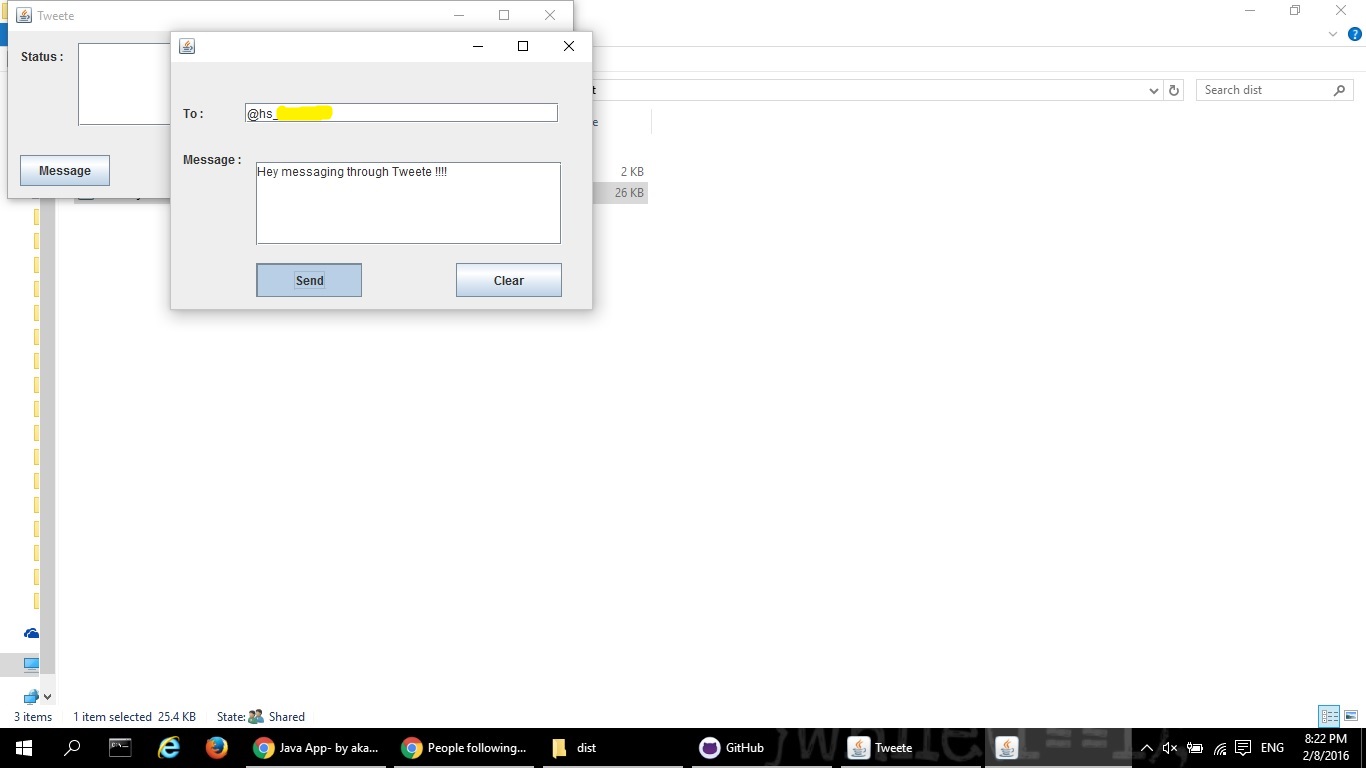 Tweete
Status :
Message
To :
@hs_
Message :
Hey messaging through Tweete !!!!
Send
Clear
Search dist
2 KB
26 KB
3 items 1 item selected 25.4 KB State: Shared
Java App- by aka...
People following...
dist
GitHub
Tweete
ENG
8:22 PM
2/8/2016